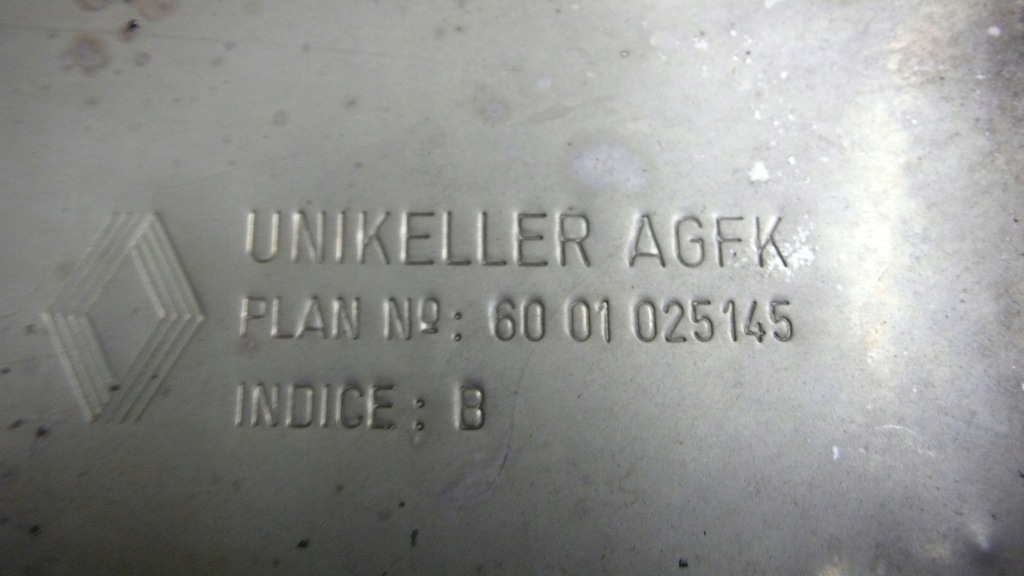 UNIKELLER AGFK
PLAN Nº: 60 01 025145
INDICE: B